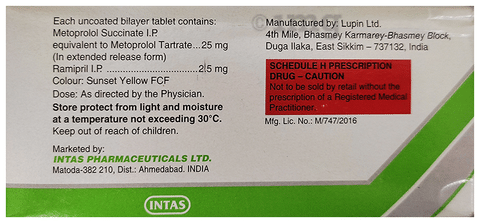 Each uncoated bilayer tablet contains:
Metoprolol Succinate I.P.
equivalent to Metoprolol Tartrate...25 mg
(In extended release form)
Ramipril I.P. ...............................2.5 mg
Colour: Sunset Yellow FCF
Dose: As directed by the Physician.
Store protect from light and moisture
at a temperature not exceeding 30°C.
Keep out of reach of children.
Marketed by:
INTAS PHARMACEUTICALS LTD.
Matoda-382 210, Dist.: Ahmedabad. INDIA
INTAS
Manufactured by: Lupin Ltd.
4th Mile, Bhasmey Karmarey-Bhasmey Block,
Duga Ilaka, East Sikkim – 737132, India
SCHEDULE H PRESCRIPTION
DRUG – CAUTION
Not to be sold by retail without the
prescription of a Registered Medical
Practitioner.
Mfg. Lic. No.: M/747/2016